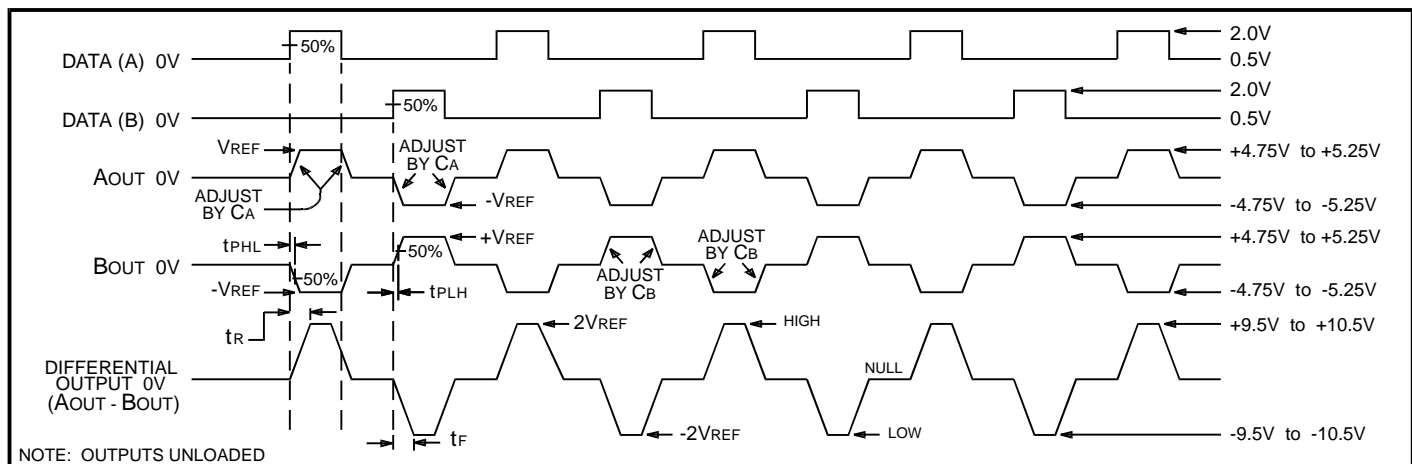 50%
2.0V
DATA (A) 0V
0.5V
50%
2.0V
DATA (B) 0V
0.5V
VREF
ADJUST
BY CA
+4.75V to +5.25V
AOUT 0V
ADJUST
BY CA
-VREF
-4.75V to -5.25V
tPHL
+VREF
50%
ADJUST
BY CB
+4.75V to +5.25V
BOUT 0V
50%
ADJUST
BY CB
-VREF
tPLH
-4.75V to -5.25V
tR
2VREF
HIGH
+9.5V to +10.5V
DIFFERENTIAL
OUTPUT 0V
(AOUT - BOUT)
NULL
tF
-2VREF
LOW
-9.5V to -10.5V
NOTE: OUTPUTS UNLOADED